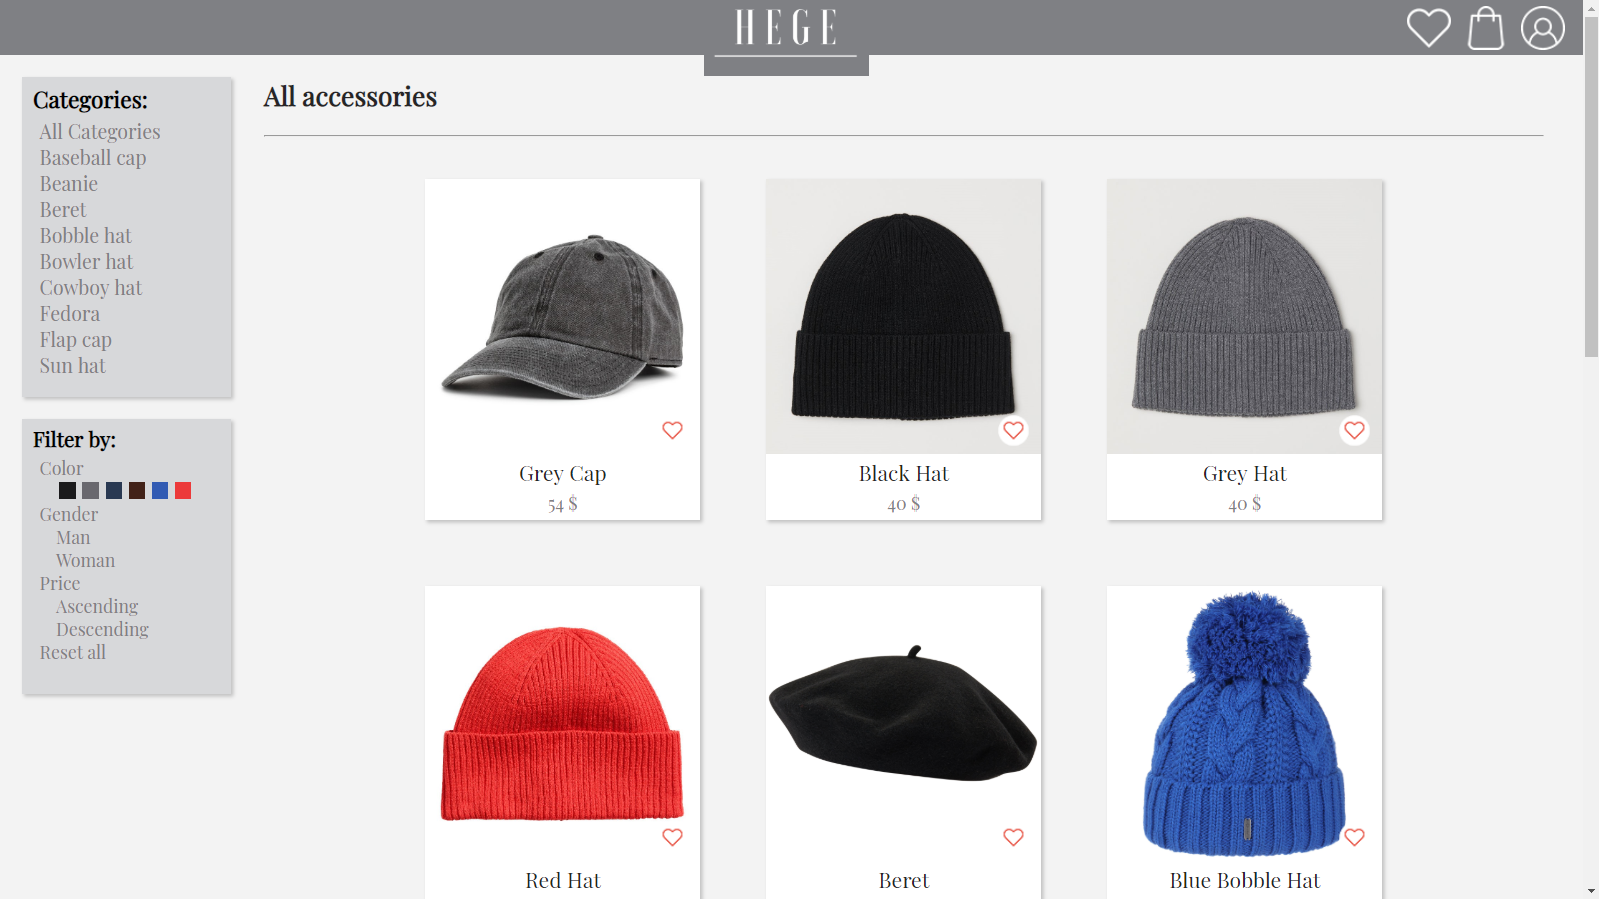 HEGE
Categories:
All Categories
Baseball cap
Beanie
Beret
Bobble hat
Bowler hat
Cowboy hat
Fedora
Flap cap
Sun hat
Filter by:
Color
Gender
Man
Woman
Price
Ascending
Descending
Reset all
All accessories
Grey Cap
54 $
Black Hat
40 $
Grey Hat
40 $
Red Hat
Beret
Blue Bobble Hat